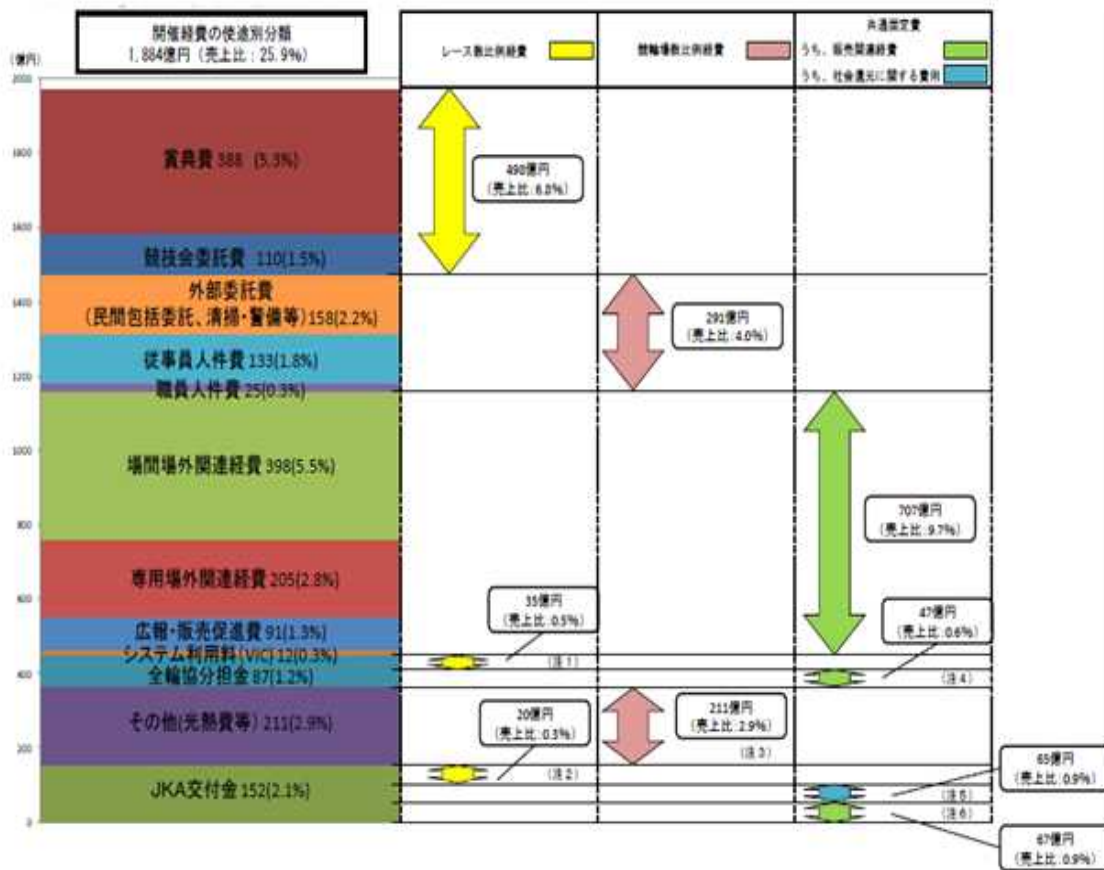 開催経費の使途別分類
1,884億円（売上比：25.9%）
レース数比例経費
競輪場数比例経費
共通固定費
うち、販売関連経費
うち、社会還元に関する費用
（億円）
2000
1800
1600
1400
1200
1000
800
600
400
200
0
賞典費 388 (5.3%)
競技会委託費 110(1.5%)
外部委託費
（民間包括委託、清掃・警備等）158(2.2%)
従事員人件費 133(1.8%)
職員人件費 25(0.3%)
場間場外関連経費 398(5.5%)
専用場外関連経費 205(2.8%)
広報・販売促進費 91(1.3%)
システム利用料(VIC) 12(0.3%)
全輪協分担金 87(1.2%)
その他(光熱費等) 211(2.9%)
JKA交付金 152(2.1%)
490億円
（売上比：6.8%）
291億円
（売上比：4.0%）
707億円
（売上比：9.7%）
35億円
（売上比：0.5%）
（注1）
47億円
（売上比：0.6%）
（注4）
20億円
（売上比：0.3%）
（注2）
211億円
（売上比：2.9%）
（注3）
65億円
（売上比：0.9%）
（注5）
（注6）
67億円
（売上比：0.9%）